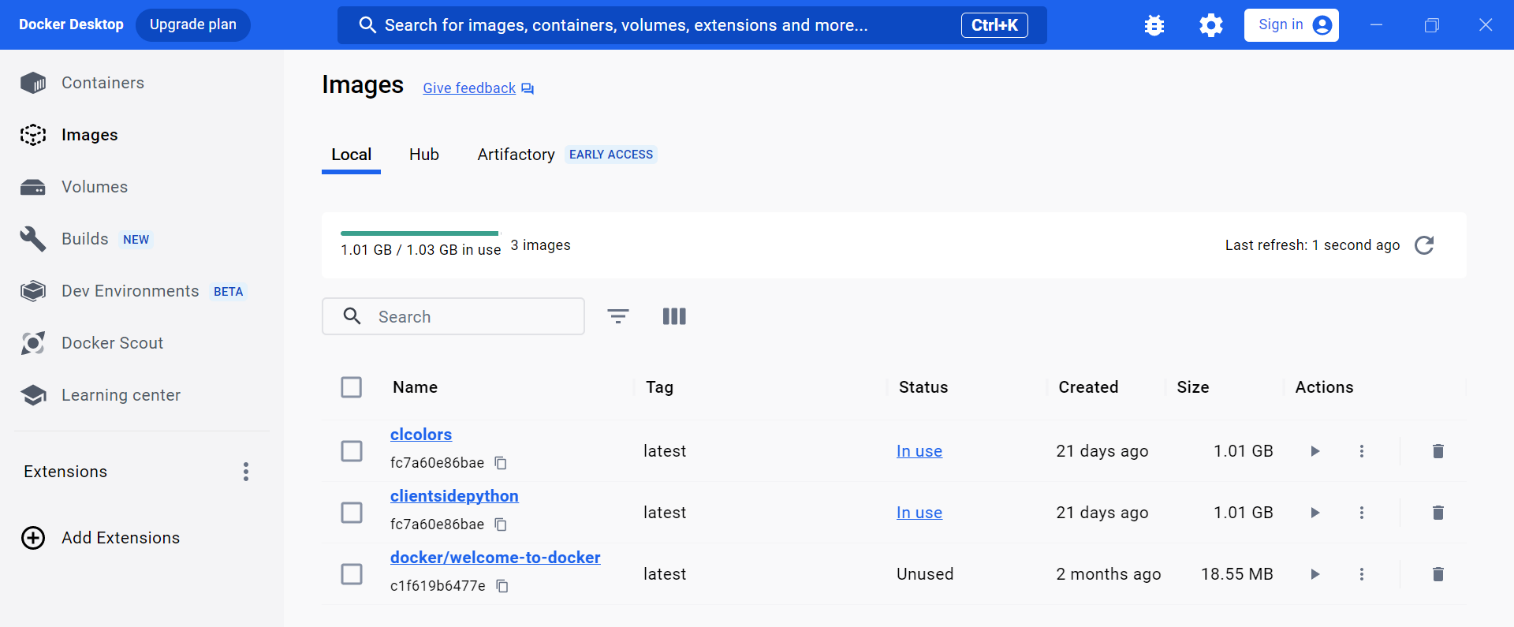 Docker Desktop Upgrade plan Search for images, containers, volumes, extensions and more... Ctrl+K Sign in
Containers
Images
Volumes
Builds NEW
Dev Environments BETA
Docker Scout
Learning center
Extensions
Add Extensions
Images Give feedback
Local Hub Artifactory EARLY ACCESS
1.01 GB / 1.03 GB in use 3 images Last refresh: 1 second ago
Search
Name Tag Status Created Size Actions
clcolors
fc7a60e86bae latest In use 21 days ago 1.01 GB
clientsidepython
fc7a60e86bae latest In use 21 days ago 1.01 GB
docker/welcome-to-docker
c1f619b6477e latest Unused 2 months ago 18.55 MB